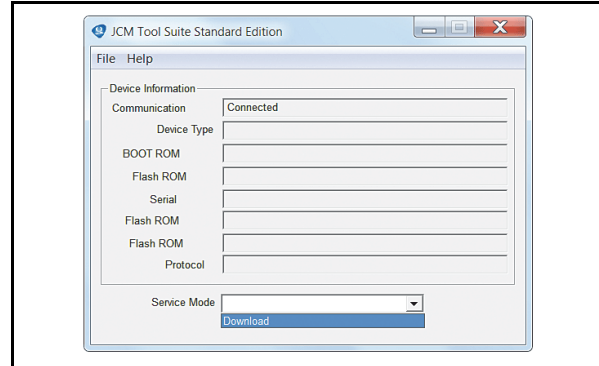 JCM Tool Suite Standard Edition
File Help
Device Information
Communication Connected
Device Type
BOOT ROM
Flash ROM
Serial
Flash ROM
Flash ROM
Protocol
Service Mode
Download